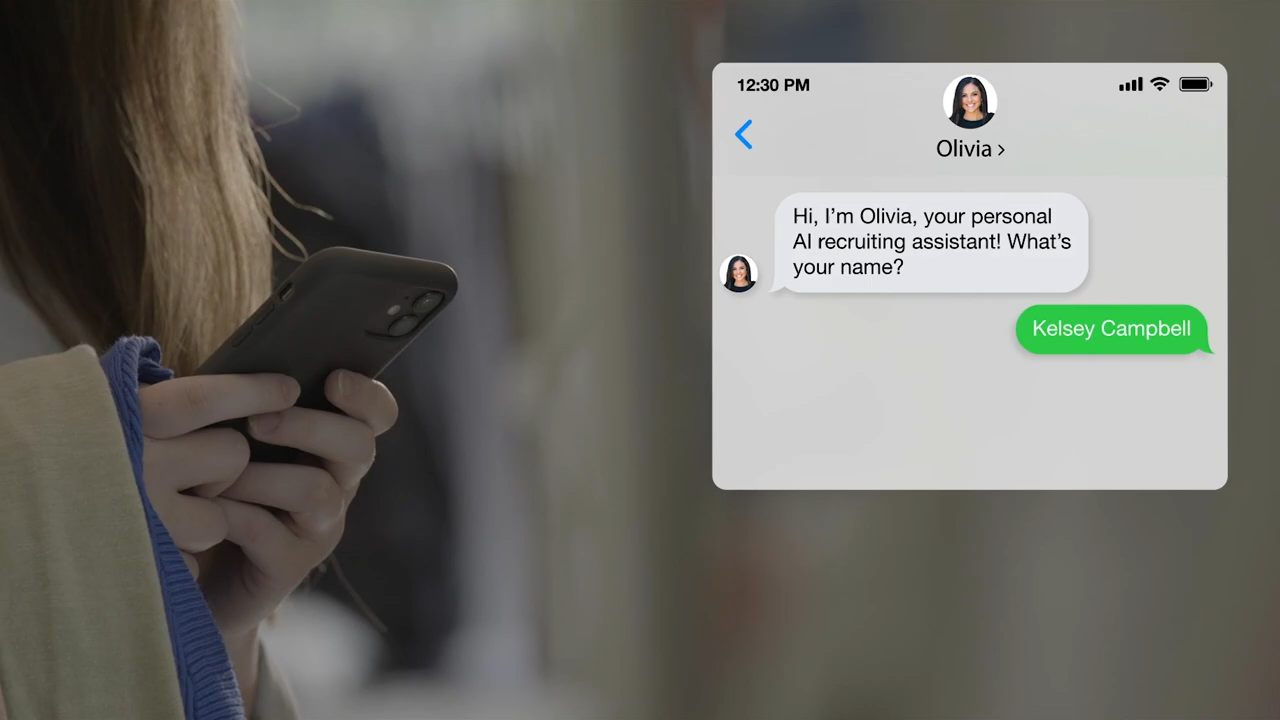 12:30 PM
Olivia ›
Hi, I’m Olivia, your personal
AI recruiting assistant! What’s
your name?
Kelsey Campbell